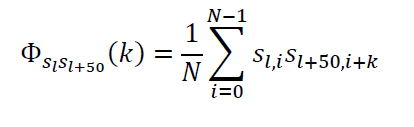 Φ_{s_l s_{l+50}}(k) = \frac{1}{N} \sum_{i=0}^{N-1} s_{l,i} s_{l+50,i+k}